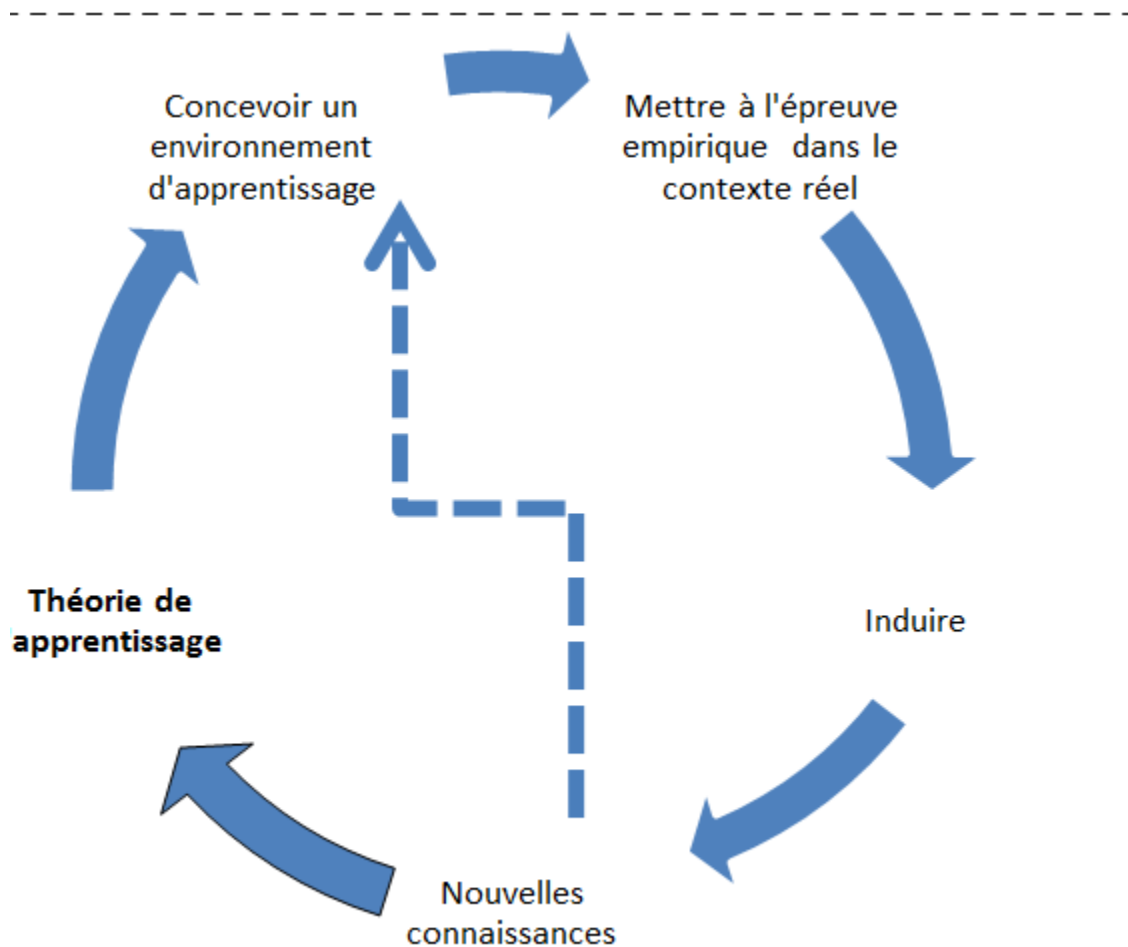 Concevoir un
environnement
d'apprentissage
Mettre à l'épreuve
empirique dans le
contexte réel
Induire
Nouvelles
connaissances
Théorie de
apprentissage